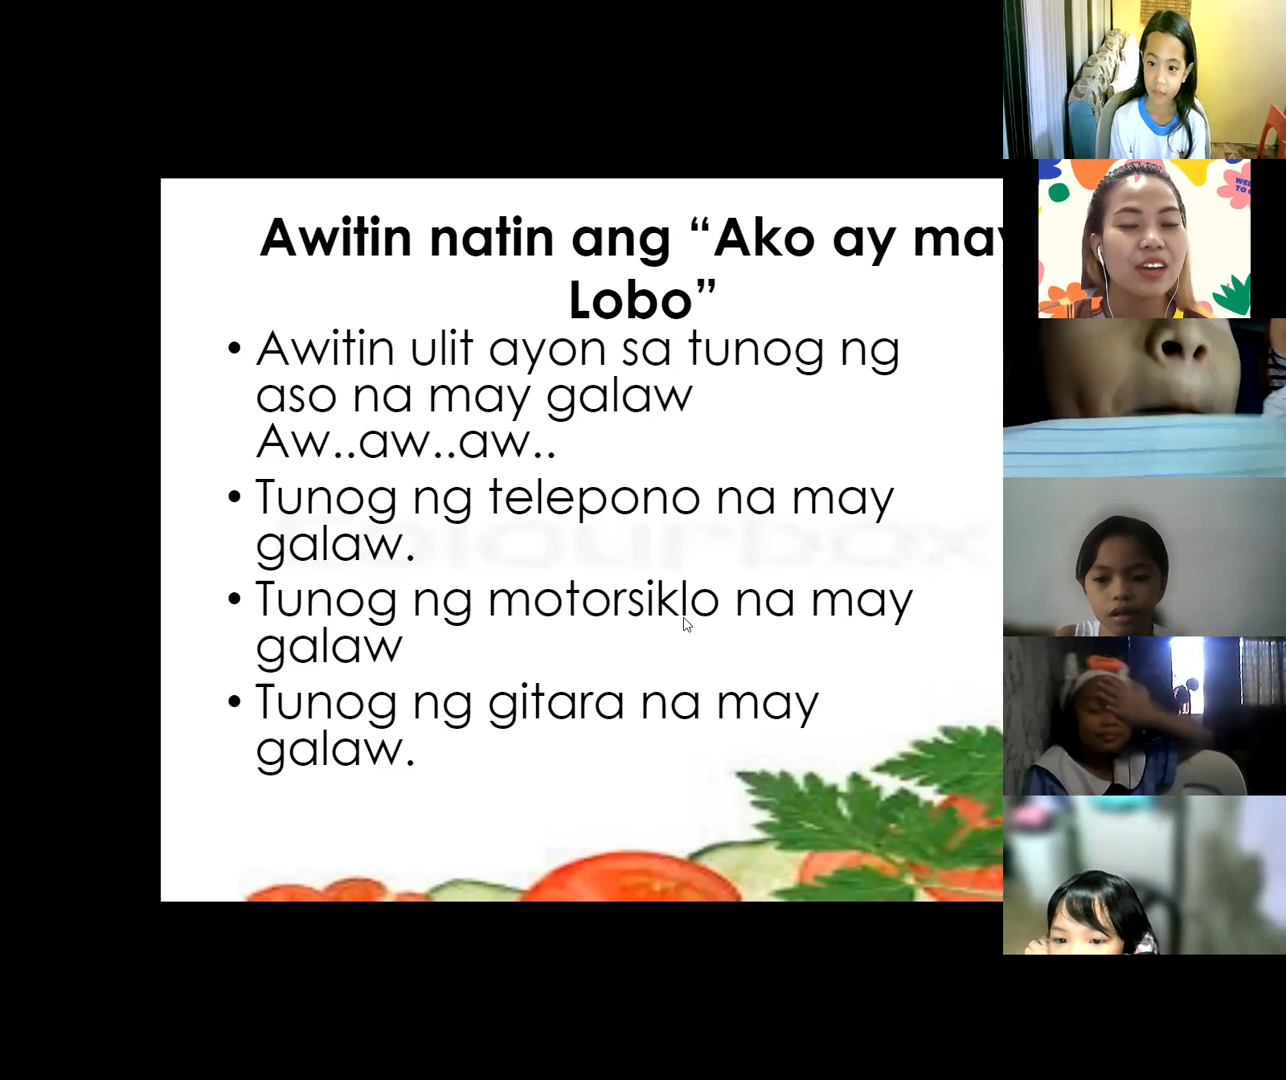 Awitin natin ang “Ako ay may
Lobo”
• Awitin ulit ayon sa tunog ng
aso na may galaw
Aw..aw..aw..
• Tunog ng telepono na may
galaw.
• Tunog ng motorsiklo na may
galaw
• Tunog ng gitara na may
galaw.